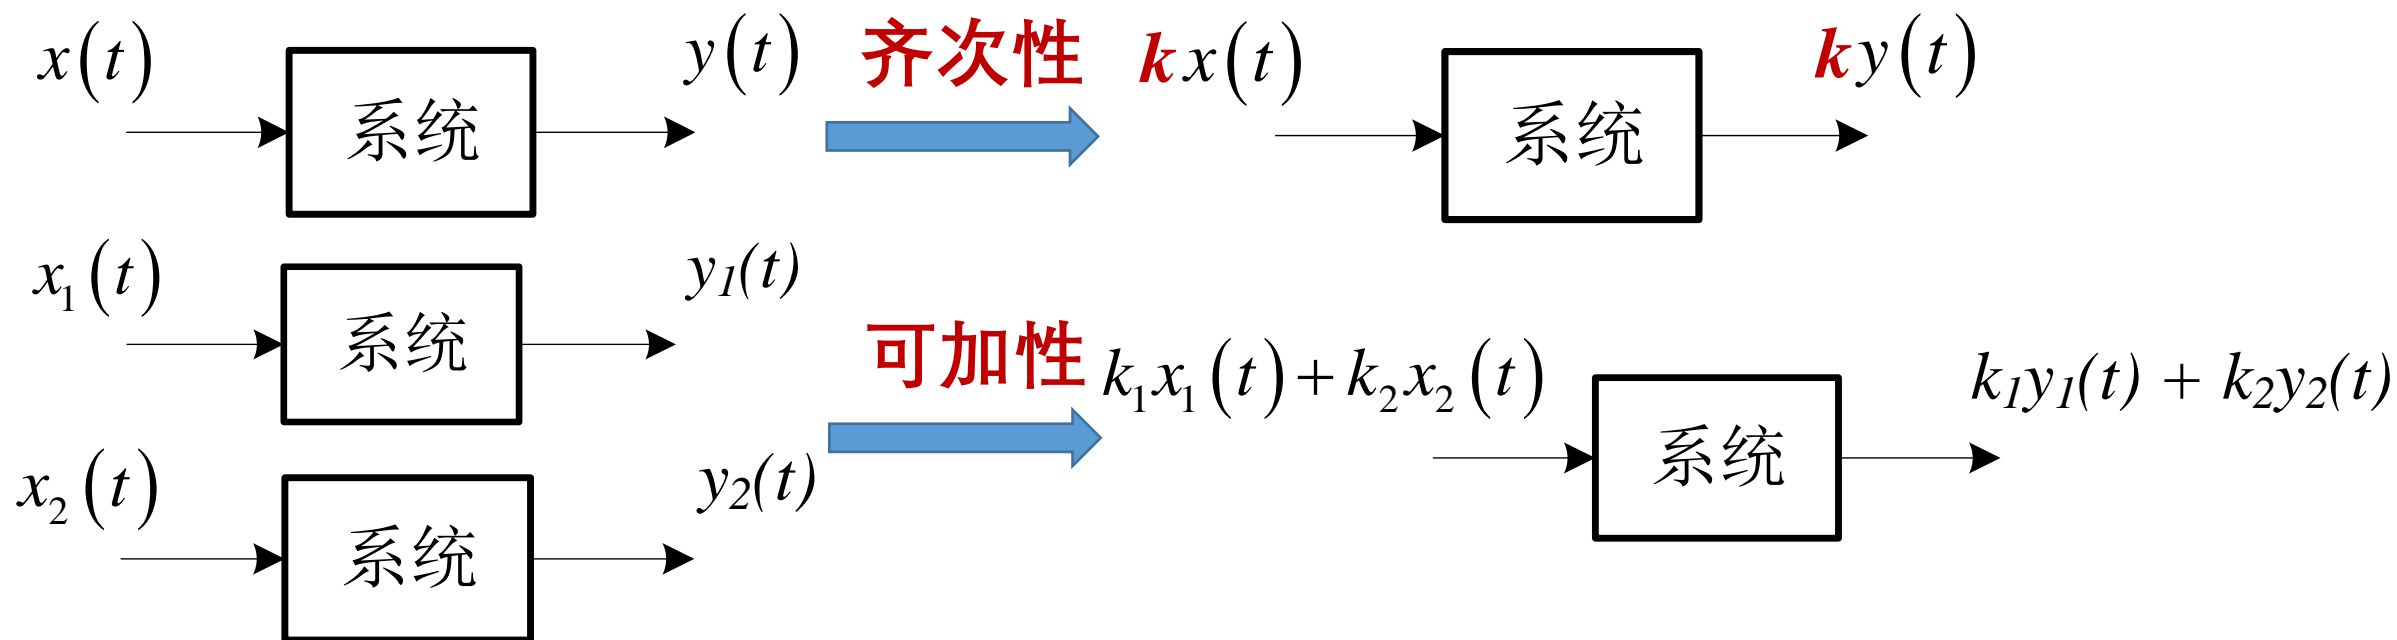 x(t) 系统 y(t) 齐次性 kx(t) 系统 ky(t)
x₁(t) 系统 y₁(t)
可加性 k₁x₁(t)+k₂x₂(t) 系统 k₁y₁(t) + k₂y₂(t)
x₂(t) 系统 y₂(t)